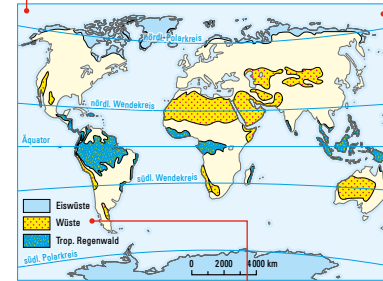 nördl. Polarkreis
nördl. Wendekreis
Äquator
südl. Wendekreis
Eiswüste
Wüste
Trop. Regenwald
südl. Polarkreis
0 2000 4000 km